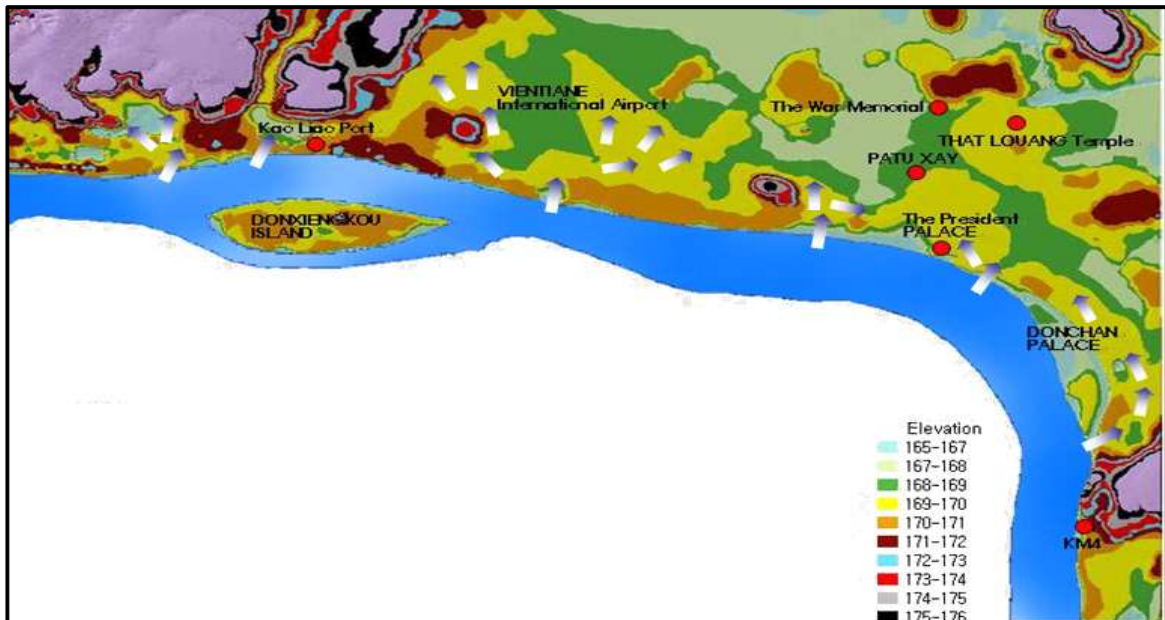 VIENTIANE
International Airport
Kao Liao Port
The War Memorial
THAT LOUANG Temple
PATU XAY
DONXIENGKOU
ISLAND
The President
PALACE
DONCHAN
PALACE
KM4
Elevation
165-167
167-168
168-169
169-170
170-171
171-172
172-173
173-174
174-175
175-176